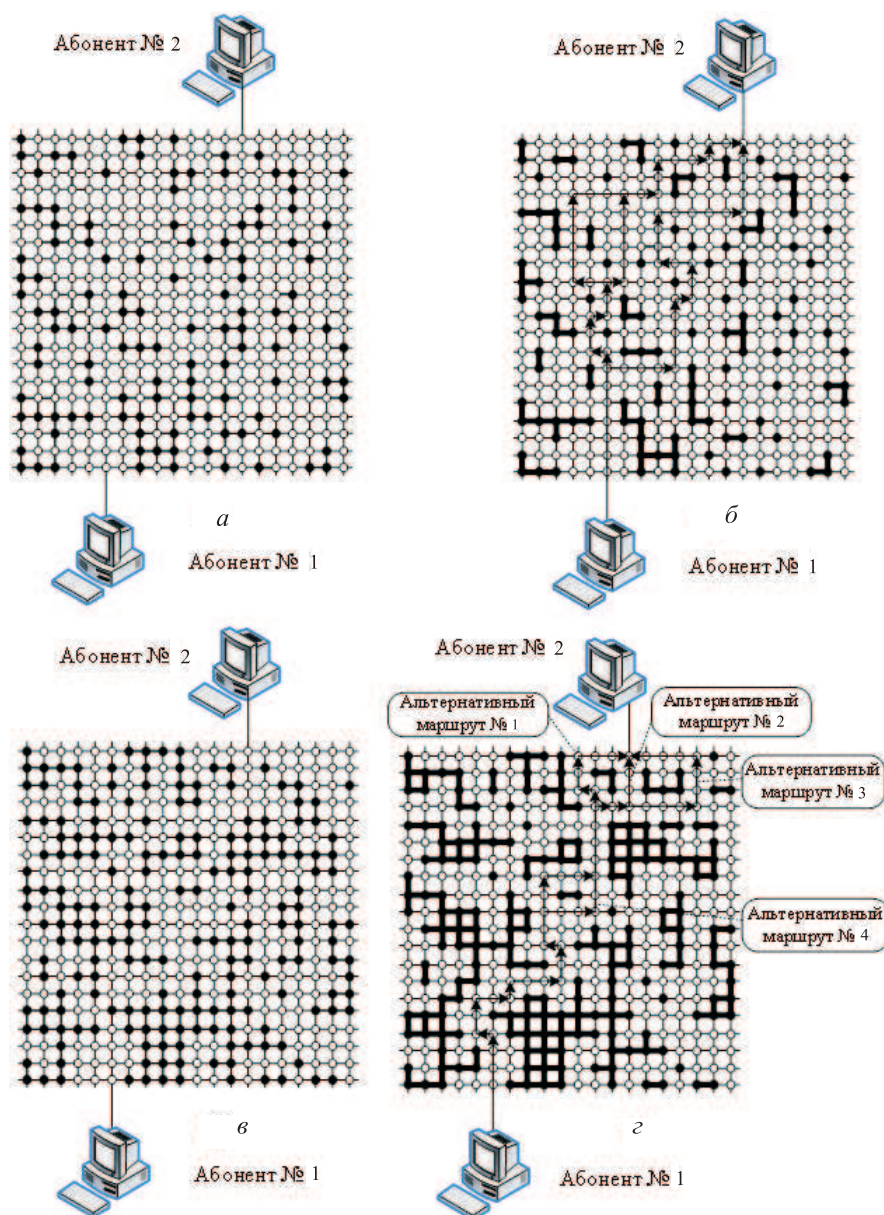 Абонент № 2
Абонент № 2
а
б
Абонент № 1
Абонент № 1
Абонент № 2
Абонент № 2
Альтернативный
маршрут № 1
Альтернативный
маршрут № 2
Альтернативный
маршрут № 3
Альтернативный
маршрут № 4
в
г
Абонент № 1
Абонент № 1